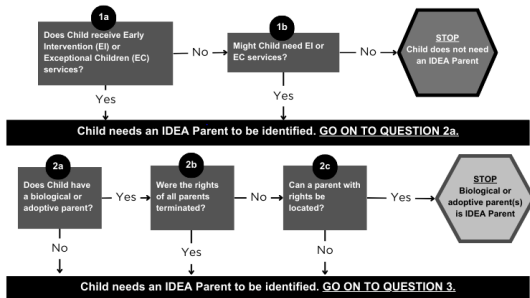 1a
Does Child receive Early
Intervention (EI) or
Exceptional Children (EC)
services?
No
1b
Might Child need EI or
EC services?
No
STOP
Child does not need
an IDEA Parent
Yes
Yes
Child needs an IDEA Parent to be identified. GO ON TO QUESTION 2a.
2a
Does Child have
a biological or
adoptive parent?
Yes
2b
Were the rights
of all parents
terminated?
No
2c
Can a parent with
rights be
located?
Yes
STOP
Biological or
adoptive parent(s)
is IDEA Parent
No
Yes
No
Child needs an IDEA Parent to be identified. GO ON TO QUESTION 3.